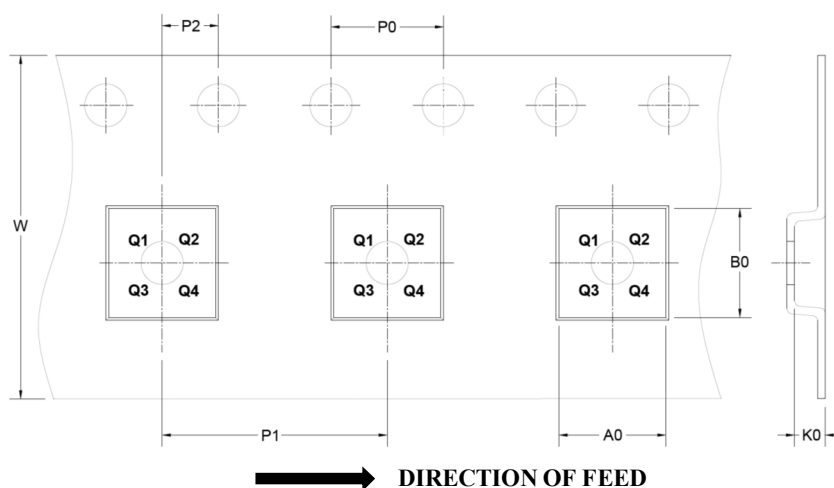 P2 P0
Q1 Q2 Q1 Q2 Q1 Q2
W B0
Q3 Q4 Q3 Q4 Q3 Q4
P1 A0 K0
DIRECTION OF FEED